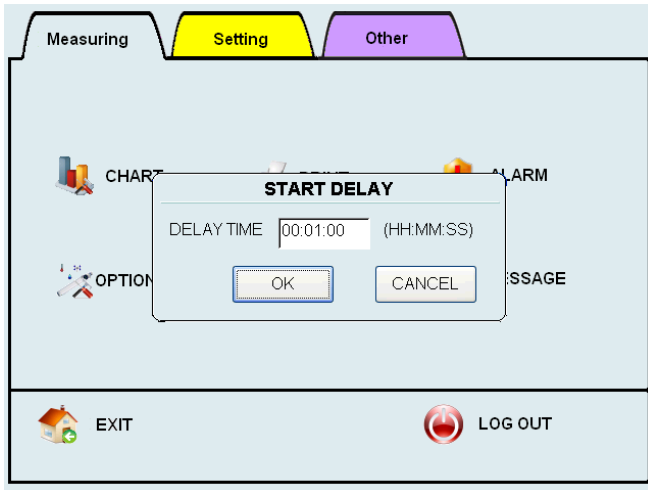 Measuring
Setting
Other
CHART
ALARM
START DELAY
DELAY TIME 00:01:00 (HH:MM:SS)
OK
CANCEL
OPTION
SSAGE
EXIT
LOG OUT